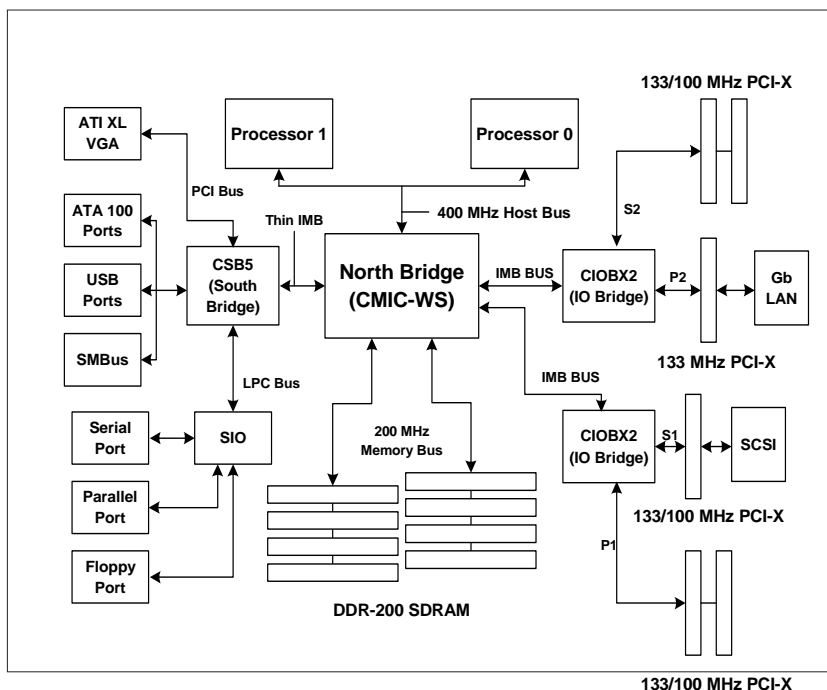 133/100 MHz PCI-X
ATI XL
VGA
Processor 1
Processor 0
PCI Bus
S2
ATA 100
Ports
Thin IMB
400 MHz Host Bus
CSB5
(South
Bridge)
North Bridge
(CMIC-WS)
IMB BUS
CIOBX2
(IO Bridge)
P2
Gb
LAN
USB
Ports
SMBus
133 MHz PCI-X
LPC Bus
IMB BUS
Serial
Port
SIO
200 MHz
Memory Bus
CIOBX2
(IO Bridge)
S1
SCSI
Parallel
Port
133/100 MHz PCI-X
P1
Floppy
Port
DDR-200 SDRAM
133/100 MHz PCI-X